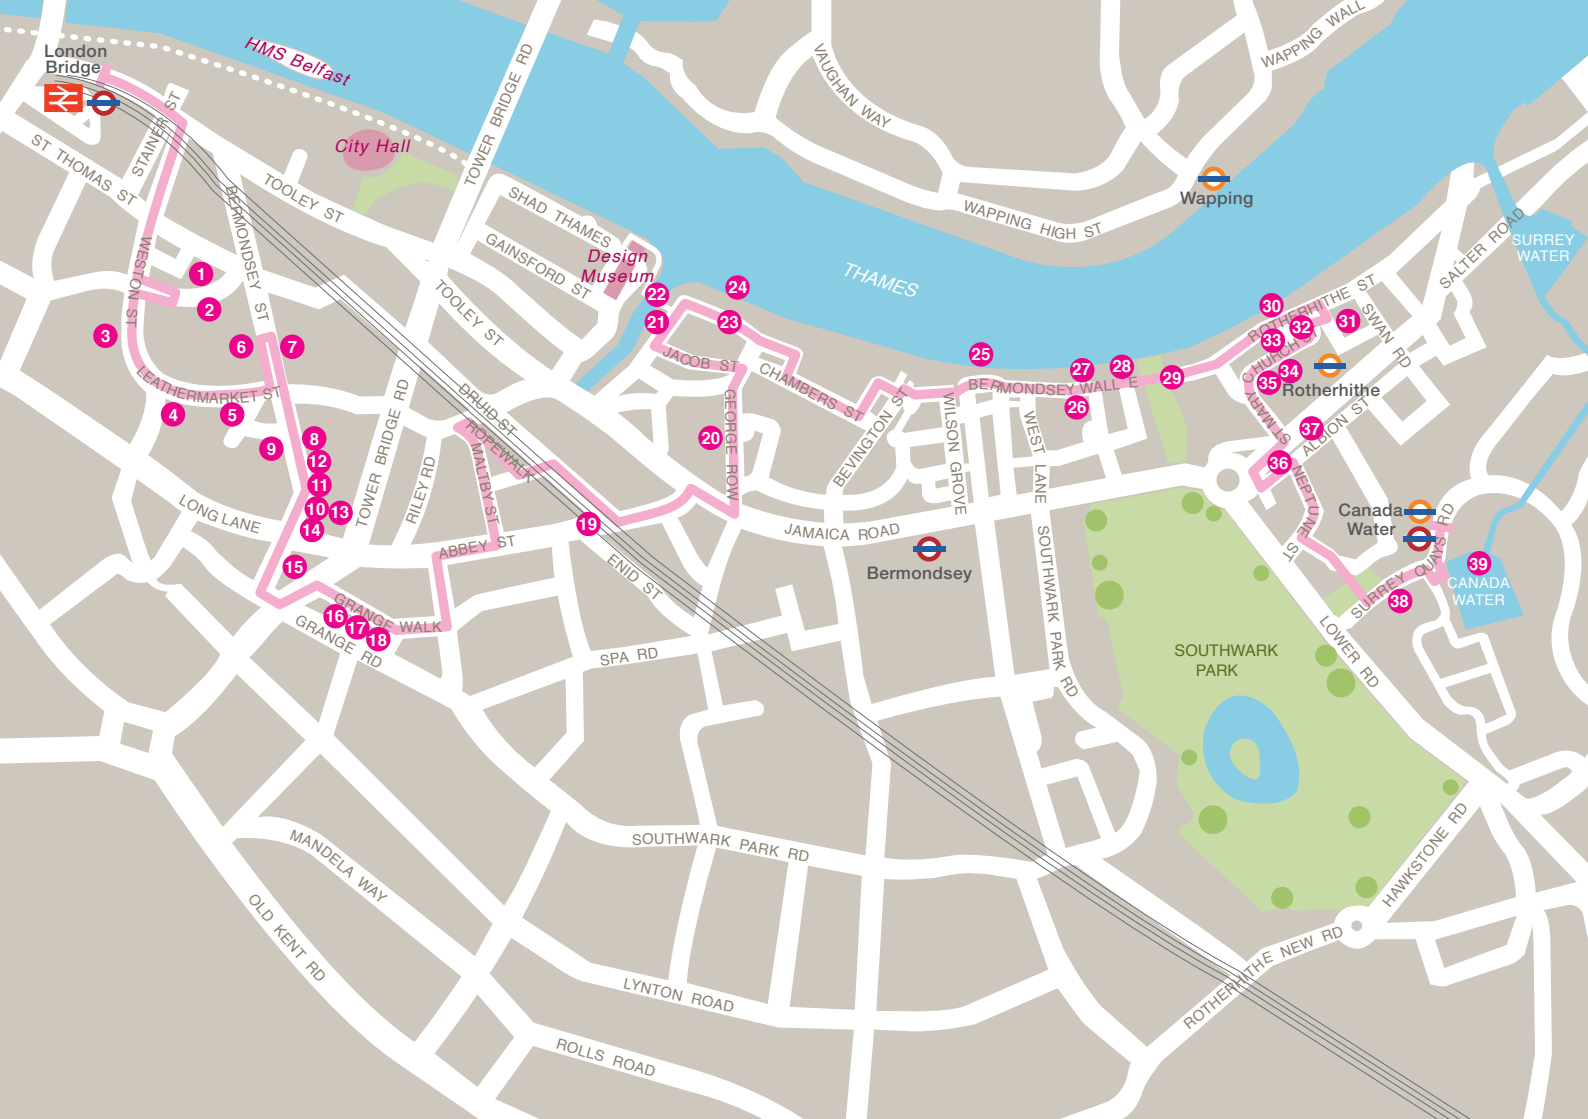 London
Bridge
HMS Belfast
City Hall
TOWER BRIDGE RD
VAUGHAN WAY
WAPPING WALL
Wapping
WAPPING HIGH ST
STAINER ST
ST THOMAS ST
TOOLEY ST
BERMONDSEY ST
WESTON ST
SHAD THAMES
GAINSFORD ST
Design
Museum
TOOLEY ST
THAMES
SURREY
WATER
SALTER ROAD
ROTHERHITHE ST
SWAN RD
CHURCH ST
Rotherhithe
ST MARY
ALBION ST
NEPTUNE ST
Canada
Water
SURREY QUAYS RD
CANADA
WATER
LOWER RD
LEATHERMARKET ST
DRUID ST
ROPEWALK
MALTBY ST
TOWER BRIDGE RD
RILEY RD
LONG LANE
ABBEY ST
JACOB ST
CHAMBERS ST
GEORGE ROW
BEVINGTON ST
BERMONDSEY WALL E
WILSON GROVE
WEST LANE
JAMAICA ROAD
Bermondsey
SOUTHWARK PARK RD
SOUTHWARK
PARK
ENID ST
GRANGE WALK
GRANGE RD
SPA RD
SOUTHWARK PARK RD
MANDELA WAY
OLD KENT RD
LYNTON ROAD
ROLLS ROAD
ROTHERHITHE NEW RD
HAWKSTONE RD
1
2
3
4
5
6
7
8
9
10
11
12
13
14
15
16
17
18
19
20
21
22
23
24
25
26
27
28
29
30
31
32
33
34
35
36
37
38
39